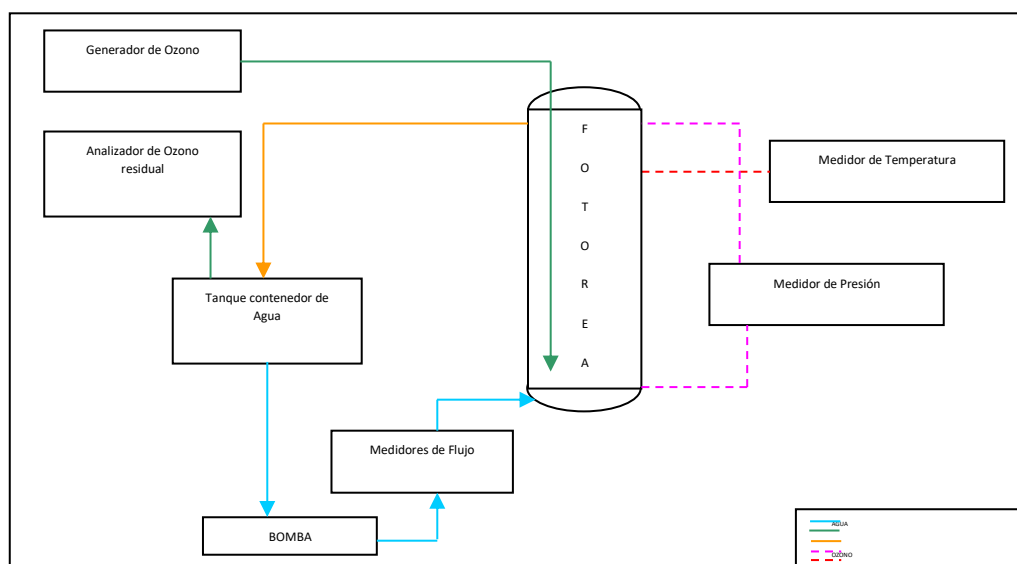 Generador de Ozono
Analizador de Ozono
residual
Tanque contenedor de
Agua
BOMBA
Medidores de Flujo
F
O
T
O
R
E
A
Medidor de Temperatura
Medidor de Presión
AGUA
OZONO